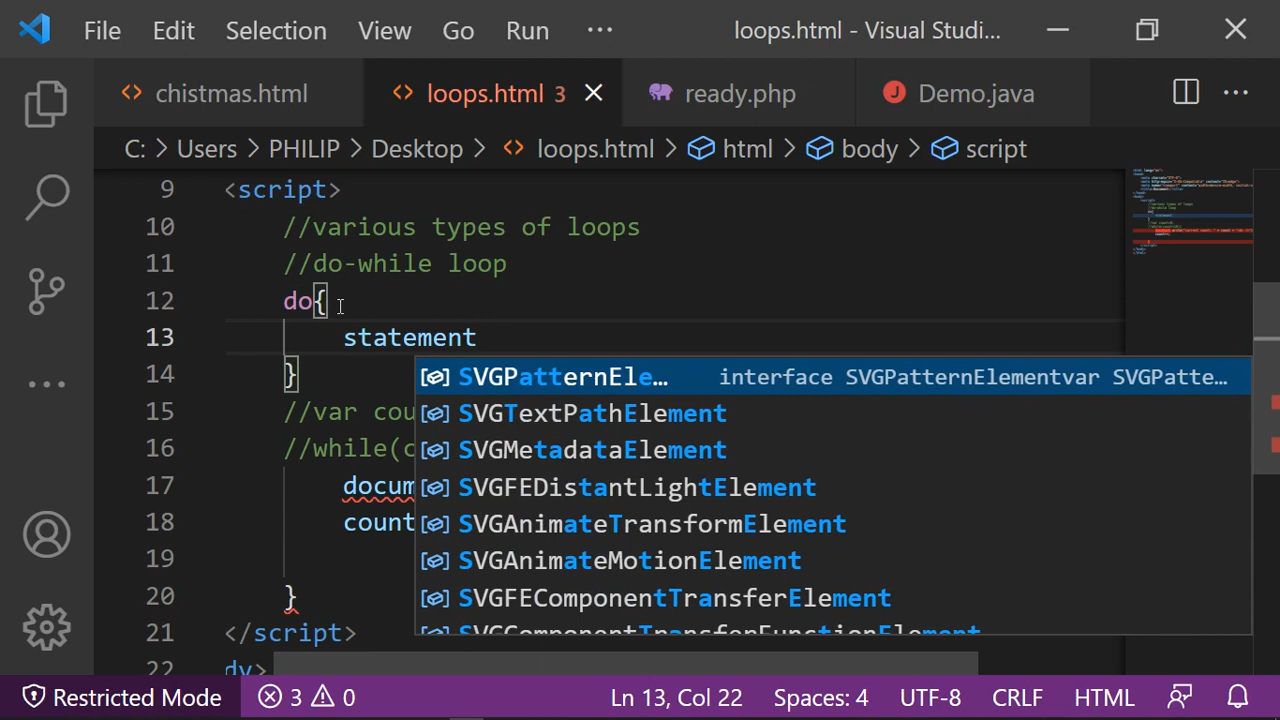 File Edit Selection View Go Run ··· loops.html - Visual Studi...
chistmas.html loops.html 3 ready.php J Demo.java ···
C: > Users > PHILIP > Desktop > loops.html > html > body > script
9 <script>
10 //various types of loops
11 //do-while loop
12 do{
13 statement
14 }
SVGPatternEle… interface SVGPatternElementvar SVGPatte…
15 //var cou
SVGTextPathElement
16 //while(c
SVGMetadataElement
17 docum
SVGFEDistantLightElement
18 count
SVGAnimateTransformElement
19
SVGAnimateMotionElement
20 }
SVGFEComponentTransferElement
21 </script>
SVGComponentTransferFunctionElement
22 dy>
Restricted Mode 3 0 Ln 13, Col 22 Spaces: 4 UTF-8 CRLF HTML